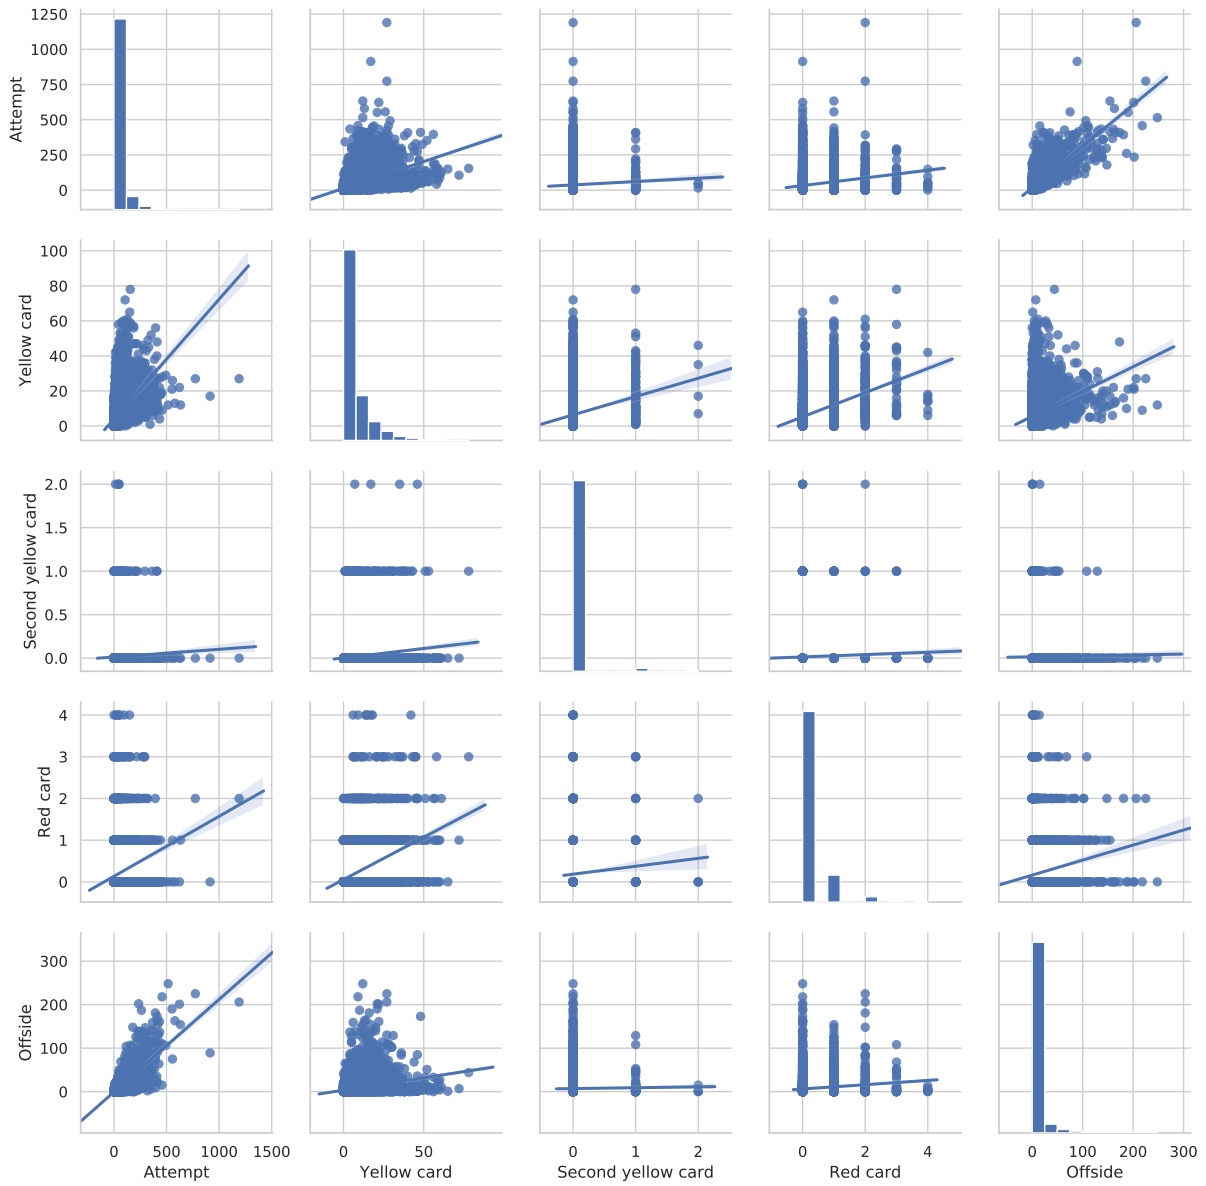 1250
1000
750
500
250
0
Attempt
100
80
60
40
20
0
Yellow card
2.0
1.5
1.0
0.5
0.0
Second yellow card
4
3
2
1
0
Red card
300
200
100
0
Offside
0 500 1000 1500
Attempt
0 50
Yellow card
0 1 2
Second yellow card
0 2 4
Red card
0 100 200 300
Offside